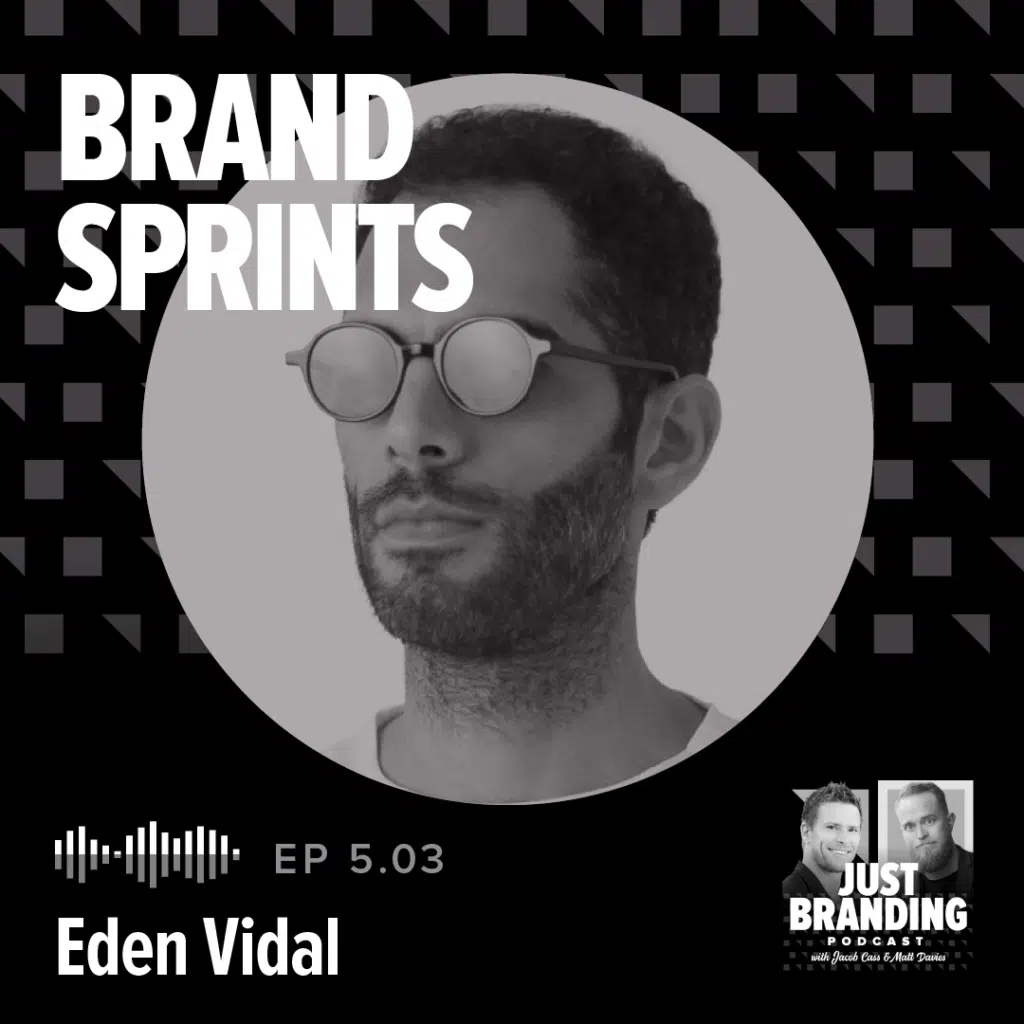 BRAND
SPRINTS
EP 5.03
Eden Vidal
JUST
BRANDING
PODCAST
with Jacob Cass & Matt Davies